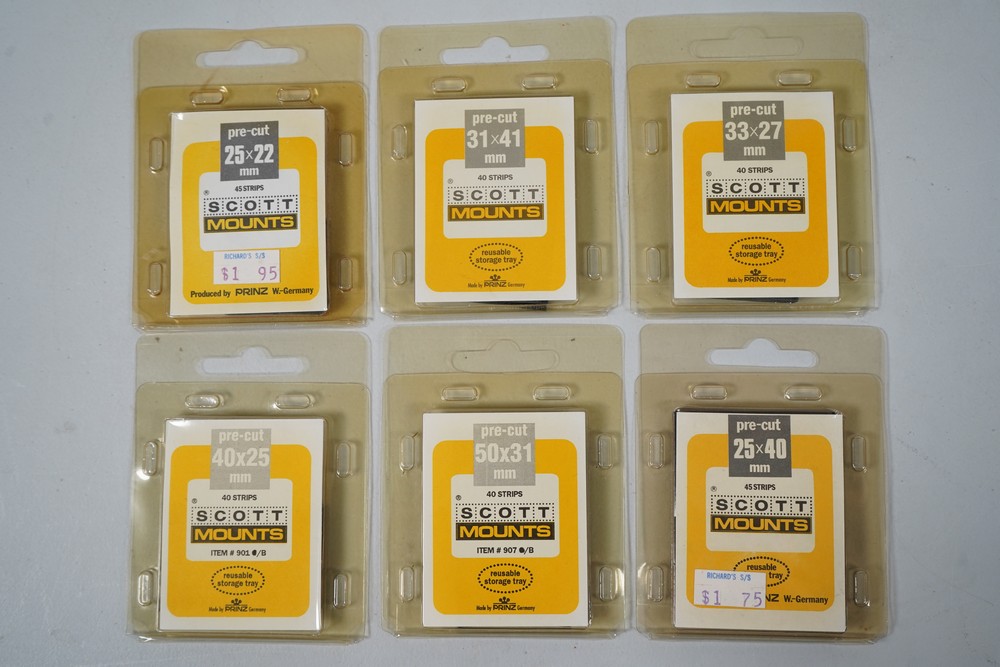 pre-cut
25×22
mm
45 STRIPS
® SCOTT
MOUNTS
RICHARD'S S/$
$1 95
Produced by PRINZ W.-Germany
pre-cut
31×41
mm
40 STRIPS
® SCOTT
MOUNTS
reusable
storage tray
Made by PRINZ Germany
pre-cut
33×27
mm
40 STRIPS
® SCOTT
MOUNTS
reusable
storage tray
Made by PRINZ Germany
pre-cut
40x25
mm
40 STRIPS
® SCOTT
MOUNTS
ITEM # 901 /B
reusable
storage tray
Made by PRINZ Germany
pre-cut
50x31
mm
40 STRIPS
® SCOTT
MOUNTS
ITEM # 907 /B
reusable
storage tray
Made by PRINZ Germany
pre-cut
25×40
mm
45 STRIPS
® SCOTT
MOUNTS
reusable
storage tray
RICHARD'S S/$
$1 75
NZ W.-Germany